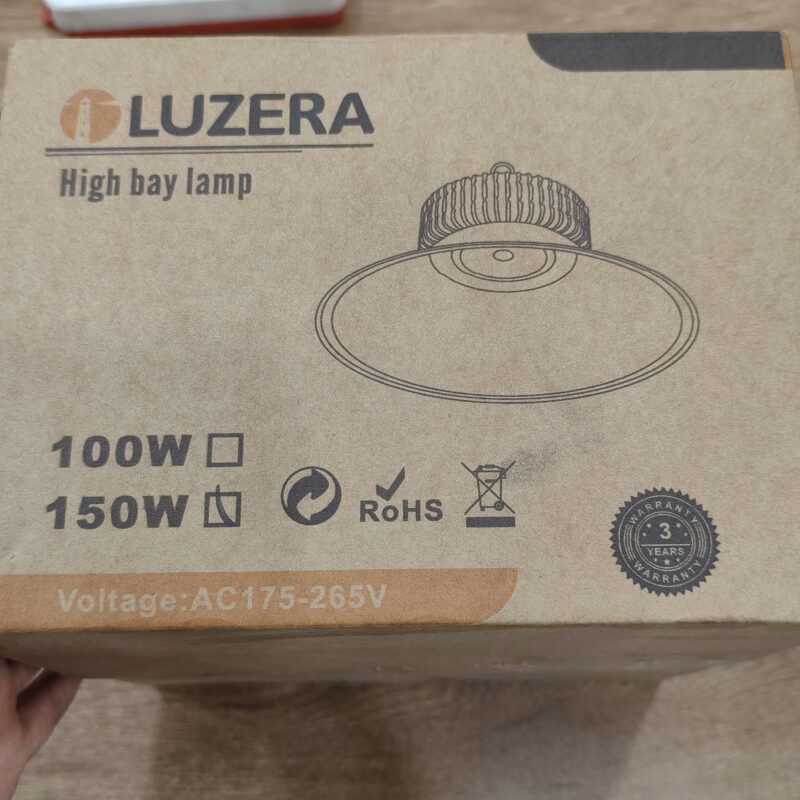 LUZERA
High bay lamp
100W
150W
RoHS
WARRANTY
3
YEARS
WARRANTY
Voltage:AC175-265V